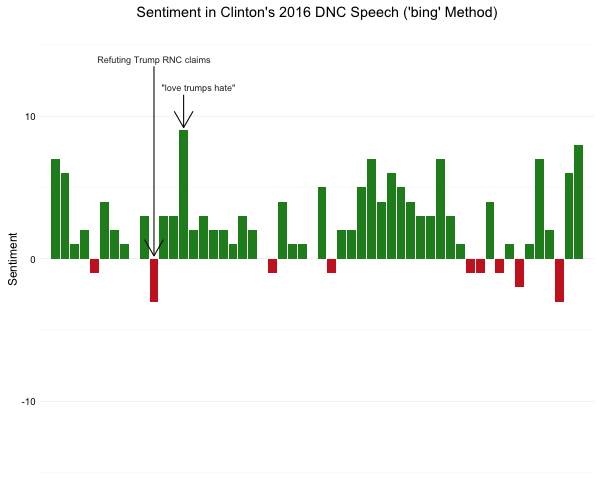 Sentiment in Clinton's 2016 DNC Speech ('bing' Method)
Refuting Trump RNC claims
"love trumps hate"
10
0
-10
Sentiment